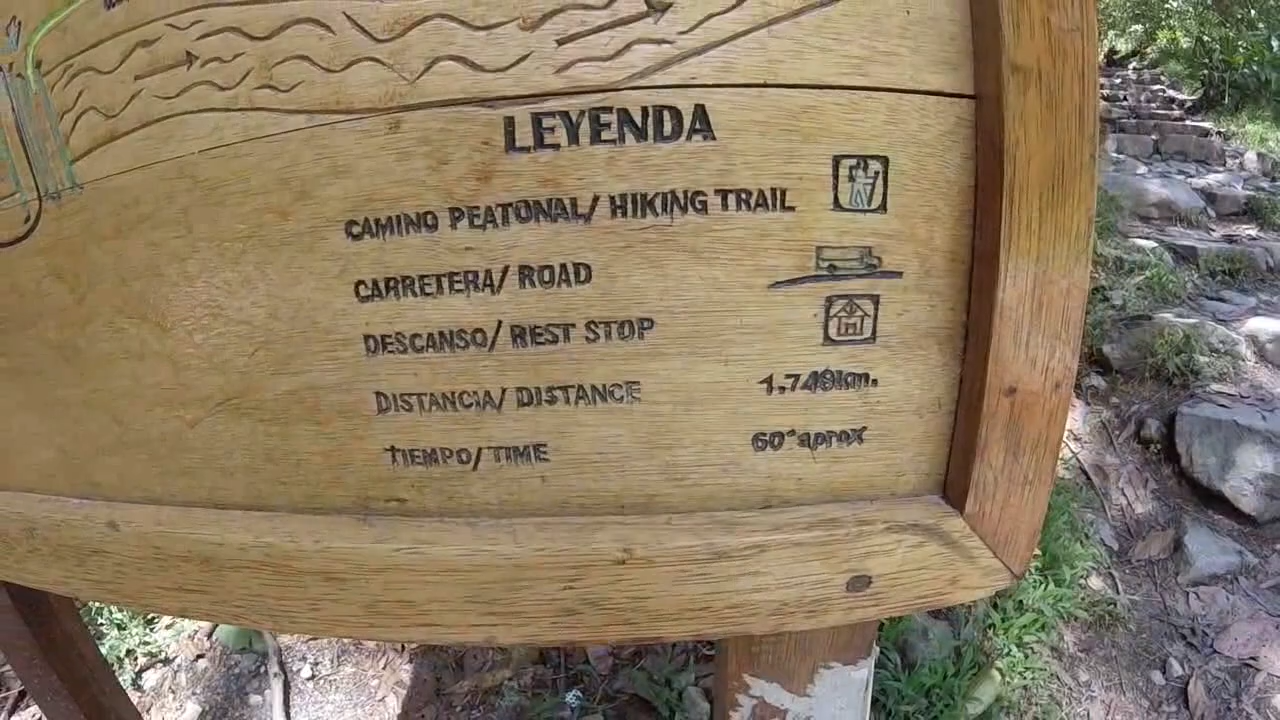 LEYENDA
CAMINO PEATONAL/ HIKING TRAIL
CARRETERA/ ROAD
DESCANSO/ REST STOP
DISTANCIA/ DISTANCE 1.749km.
TIEMPO/ TIME 60" aprox